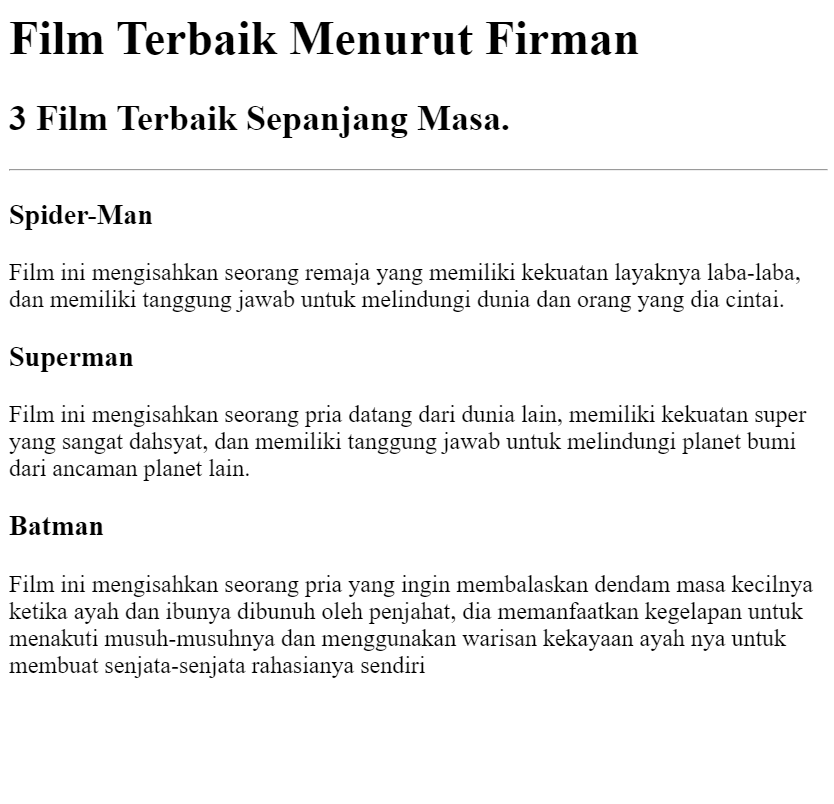 Film Terbaik Menurut Firman
3 Film Terbaik Sepanjang Masa.
Spider-Man
Film ini mengisahkan seorang remaja yang memiliki kekuatan layaknya laba-laba,
dan memiliki tanggung jawab untuk melindungi dunia dan orang yang dia cintai.
Superman
Film ini mengisahkan seorang pria datang dari dunia lain, memiliki kekuatan super
yang sangat dahsyat, dan memiliki tanggung jawab untuk melindungi planet bumi
dari ancaman planet lain.
Batman
Film ini mengisahkan seorang pria yang ingin membalaskan dendam masa kecilnya
ketika ayah dan ibunya dibunuh oleh penjahat, dia memanfaatkan kegelapan untuk
menakuti musuh-musuhnya dan menggunakan warisan kekayaan ayah nya untuk
membuat senjata-senjata rahasianya sendiri